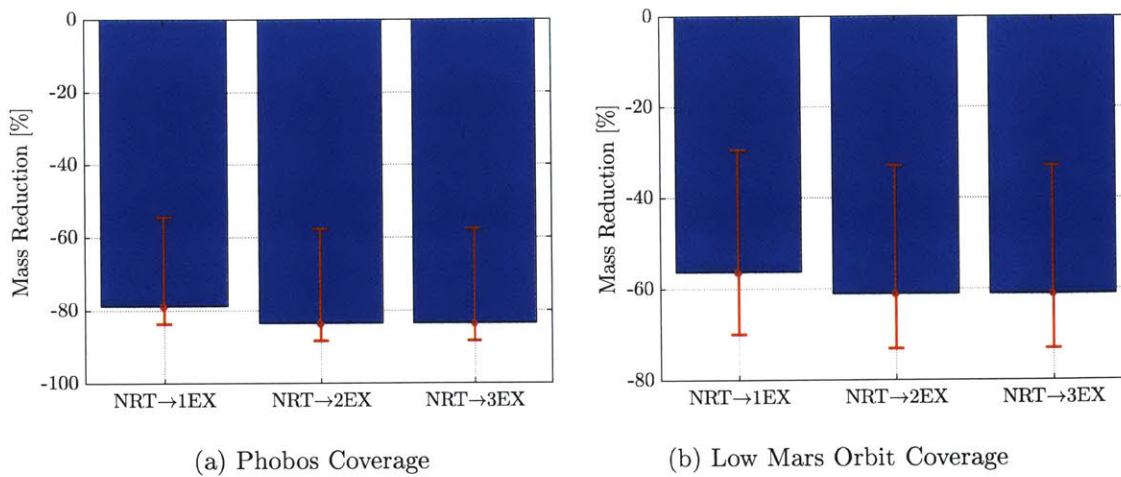 Mass Reduction [%]
0
-20
-40
-60
-80
-100
NRT→1EX NRT→2EX NRT→3EX
(a) Phobos Coverage
Mass Reduction [%]
0
-20
-40
-60
-80
NRT→1EX NRT→2EX NRT→3EX
(b) Low Mars Orbit Coverage